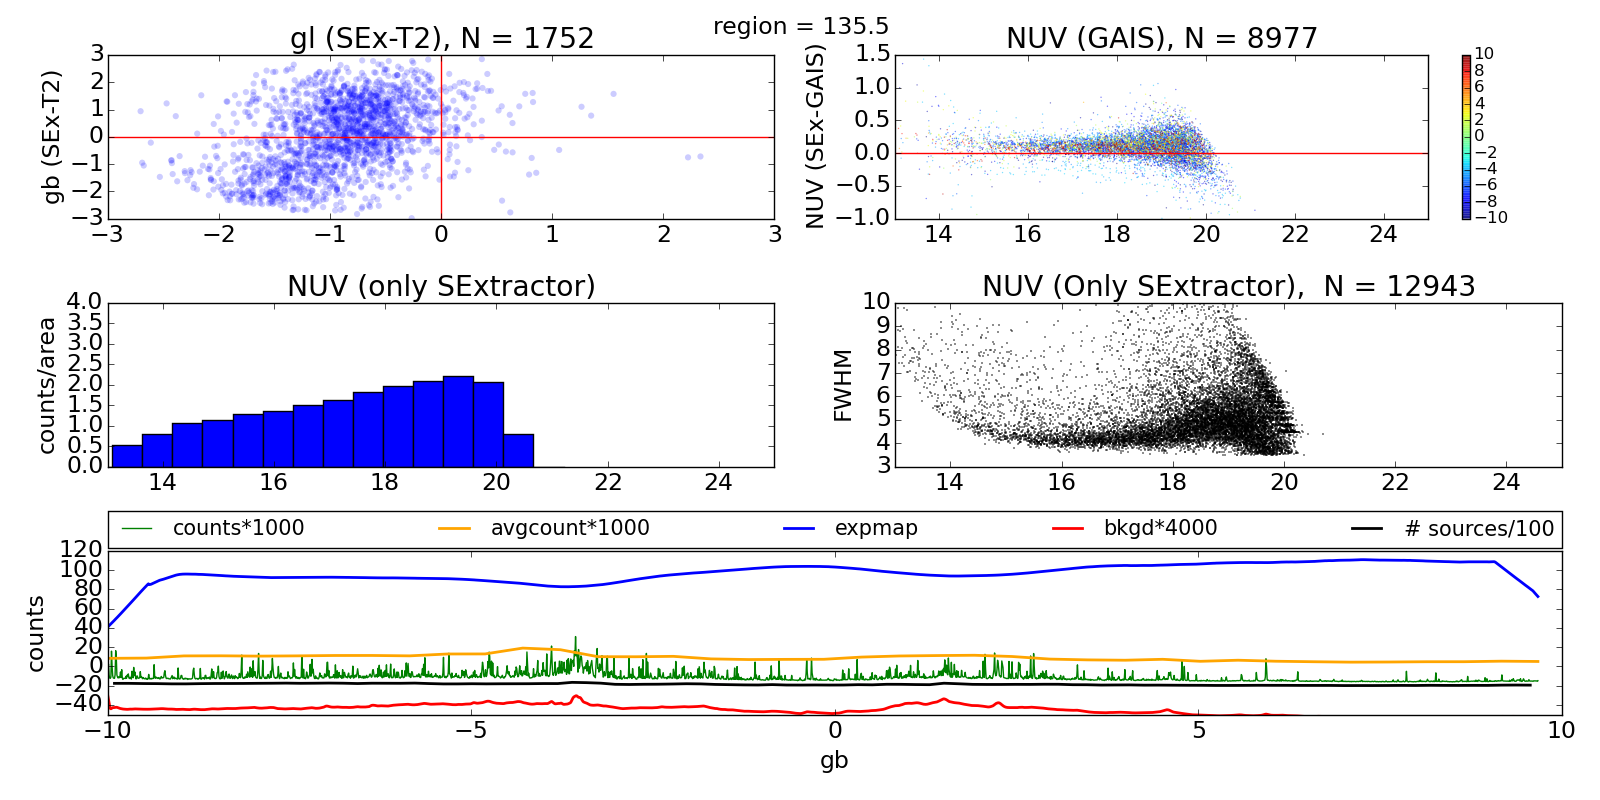 region = 135.5
gl (SEx-T2), N = 1752
gb (SEx-T2)
3
2
1
0
−1
−2
−3
−3 −2 −1 0 1 2 3
NUV (GAIS), N = 8977
NUV (SEx-GAIS)
1.5
1.0
0.5
0.0
−0.5
−1.0
14 16 18 20 22 24
10
8
6
4
2
0
−2
−4
−6
−8
−10
NUV (only SExtractor)
counts/area
4.0
3.5
3.0
2.5
2.0
1.5
1.0
0.5
0.0
14 16 18 20 22 24
NUV (Only SExtractor),  N = 12943
FWHM
10
9
8
7
6
5
4
3
14 16 18 20 22 24
counts*1000 avgcount*1000 expmap bkgd*4000 # sources/100
counts
120
100
80
60
40
20
0
−20
−40
−10 −5 0 5 10
gb